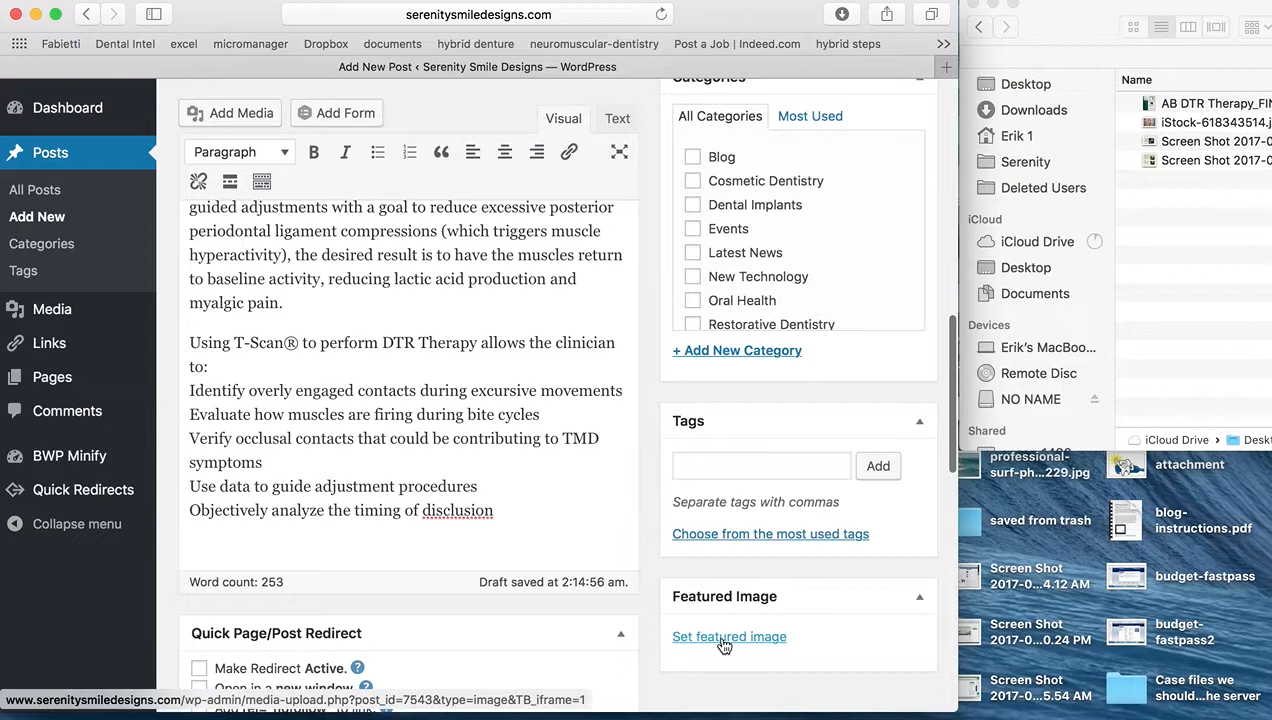 serenitysmiledesigns.com
Fabietti Dental Intel excel micromanager Dropbox documents hybrid denture neuromuscular-dentistry Post a Job | Indeed.com hybrid steps
Add New Post ‹ Serenity Smile Designs — WordPress
Dashboard
Posts
All Posts
Add New
Categories
Tags
Media
Links
Pages
Comments
BWP Minify
Quick Redirects
Collapse menu
Add Media
Add Form
Visual
Text
Paragraph
guided adjustments with a goal to reduce excessive posterior
periodontal ligament compressions (which triggers muscle
hyperactivity), the desired result is to have the muscles return
to baseline activity, reducing lactic acid production and
myalgic pain.
Using T-Scan® to perform DTR Therapy allows the clinician
to:
Identify overly engaged contacts during excursive movements
Evaluate how muscles are firing during bite cycles
Verify occlusal contacts that could be contributing to TMD
symptoms
Use data to guide adjustment procedures
Objectively analyze the timing of disclusion
Word count: 253
Draft saved at 2:14:56 am.
Quick Page/Post Redirect
Make Redirect Active.
Open in a new window.
www.serenitysmiledesigns.com/wp-admin/media-upload.php?post_id=7543&type=image&TB_iframe=1
Categories
All Categories
Most Used
Blog
Cosmetic Dentistry
Dental Implants
Events
Latest News
New Technology
Oral Health
Restorative Dentistry
+ Add New Category
Tags
Add
Separate tags with commas
Choose from the most used tags
Featured Image
Set featured image
Desktop
Downloads
Erik 1
Serenity
Deleted Users
iCloud
iCloud Drive
Desktop
Documents
Devices
Erik's MacBoo...
Remote Disc
NO NAME
Shared
Name
AB DTR Therapy_FIN
iStock-618343514.j
Screen Shot 2017-0
Screen Shot 2017-0
iCloud Drive › Deskt
professional-
surf-ph...229.jpg
attachment
saved from trash
blog-
instructions.pdf
Screen Shot
2017-0...4.12 AM
budget-fastpass
Screen Shot
2017-0...0.24 PM
budget-
fastpass2
Screen Shot
2017-0...5.54 AM
Case files we
should...he server